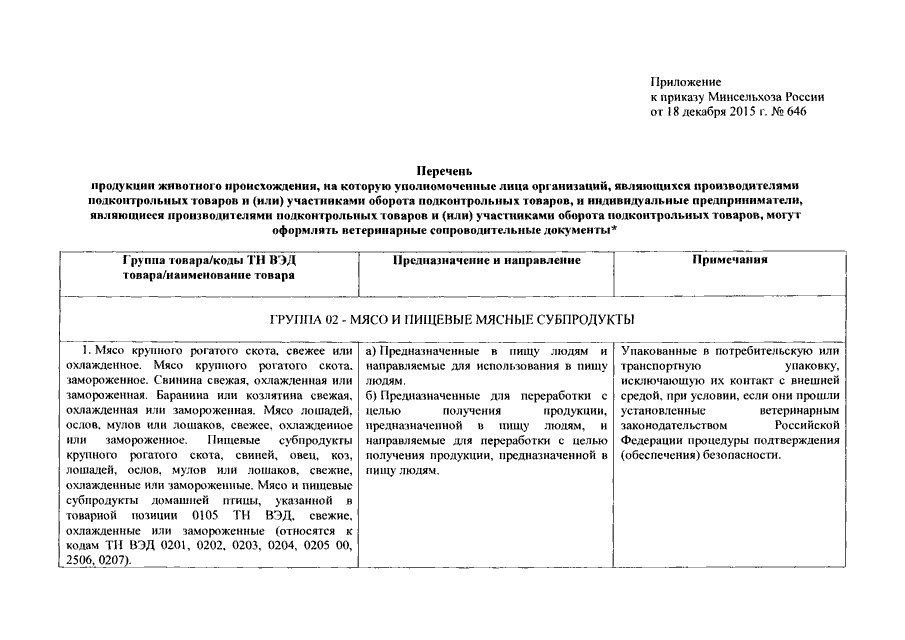 Приложение
к приказу Минсельхоза России
от 18 декабря 2015 г. № 646
Перечень
продукции животного происхождения, на которую уполномоченные лица организаций, являющихся производителями
подконтрольных товаров и (или) участниками оборота подконтрольных товаров, и индивидуальные предприниматели,
являющиеся производителями подконтрольных товаров и (или) участниками оборота подконтрольных товаров, могут
оформлять ветеринарные сопроводительные документы*
Группа товара/коды ТН ВЭД
товара/наименование товара
Предназначение и направление
Примечания
ГРУППА 02 - МЯСО И ПИЩЕВЫЕ МЯСНЫЕ СУБПРОДУКТЫ
1. Мясо крупного рогатого скота, свежее или
охлажденное. Мясо крупного рогатого скота,
замороженное. Свинина свежая, охлажденная или
замороженная. Баранина или козлятина свежая,
охлажденная или замороженная. Мясо лошадей,
ослов, мулов или лошаков, свежее, охлажденное
или замороженное. Пищевые субпродукты
крупного рогатого скота, свиней, овец, коз,
лошадей, ослов, мулов или лошаков, свежие,
охлажденные или замороженные. Мясо и пищевые
субпродукты домашней птицы, указанной в
товарной позиции 0105 ТН ВЭД, свежие,
охлажденные или замороженные (относятся к
кодам ТН ВЭД 0201, 0202, 0203, 0204, 0205 00,
2506, 0207).
а) Предназначенные в пищу людям и
направляемые для использования в пищу
людям.
б) Предназначенные для переработки с
целью получения продукции,
предназначенной в пищу людям, и
направляемые для переработки с целью
получения продукции, предназначенной в
пищу людям.
Упакованные в потребительскую или
транспортную упаковку,
исключающую их контакт с внешней
средой, при условии, если они прошли
установленные ветеринарным
законодательством Российской
Федерации процедуры подтверждения
(обеспечения) безопасности.